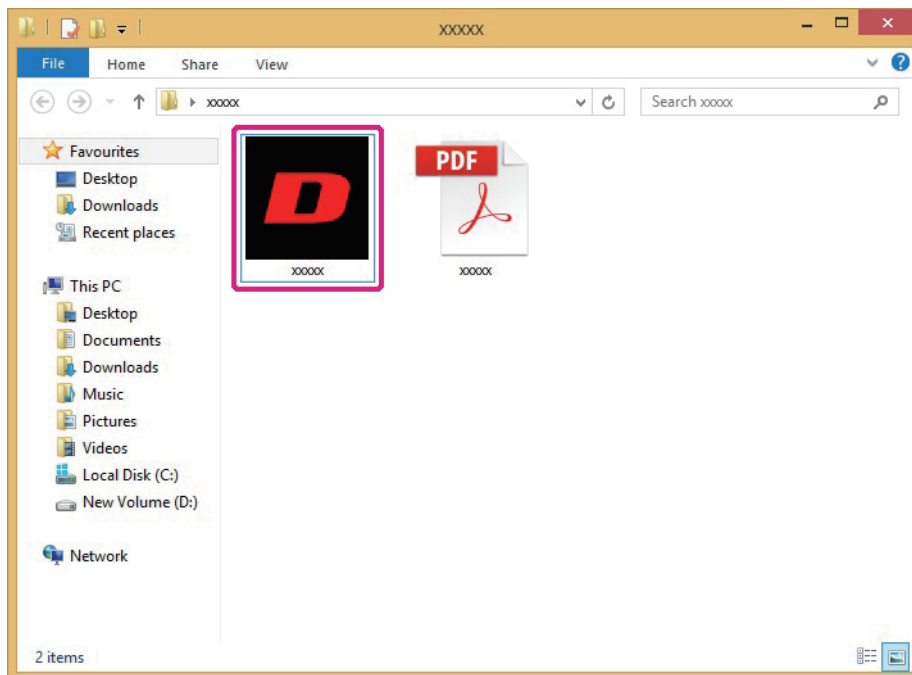 xxxxx
File Home Share View
xxxxx Search xxxxx
Favourites
Desktop
Downloads
Recent places
This PC
Desktop
Documents
Downloads
Music
Pictures
Videos
Local Disk (C:)
New Volume (D:)
Network
D
xxxxx
PDF
xxxxx
2 items